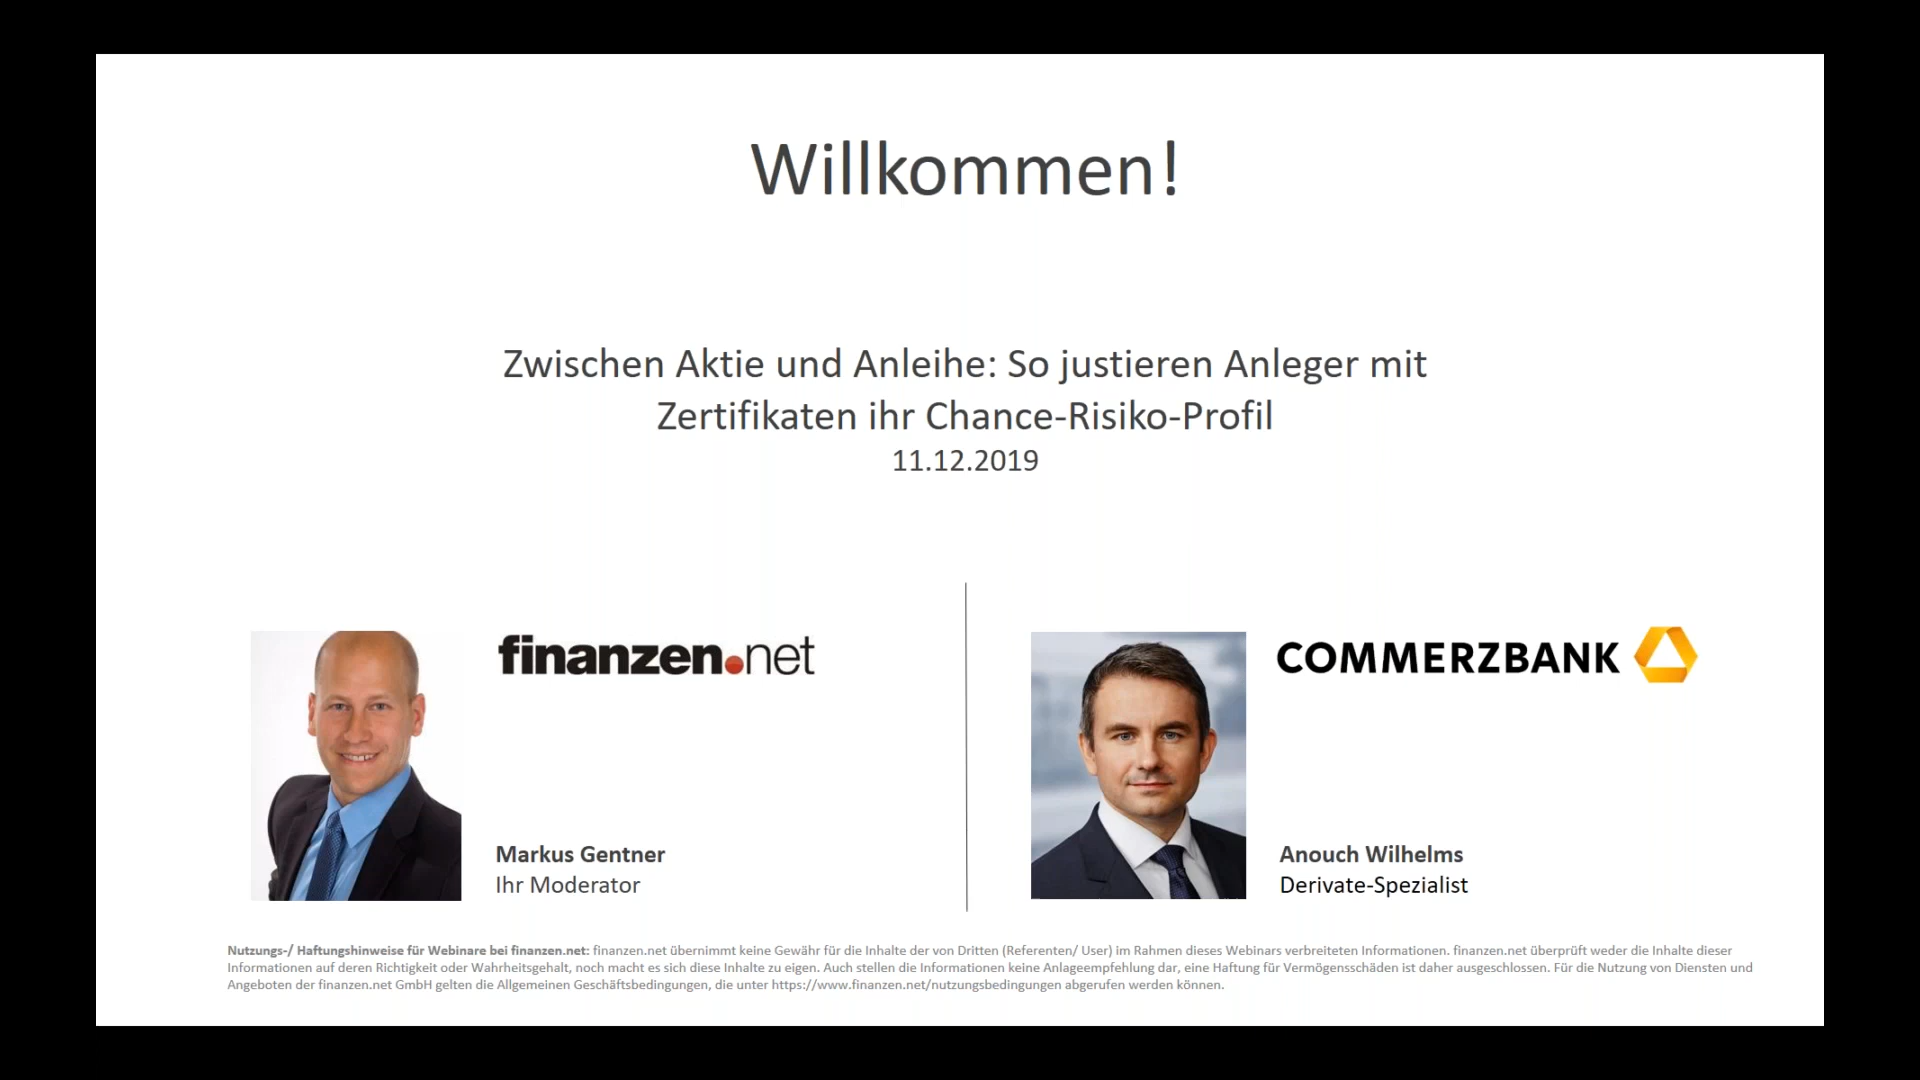 Willkommen!
Zwischen Aktie und Anleihe: So justieren Anleger mit
Zertifikaten ihr Chance-Risiko-Profil
11.12.2019
finanzen.net
Markus Gentner
Ihr Moderator
COMMERZBANK
Anouch Wilhelms
Derivate-Spezialist
Nutzungs-/ Haftungshinweise für Webinare bei finanzen.net: finanzen.net übernimmt keine Gewähr für die Inhalte der von Dritten (Referenten/ User) im Rahmen dieses Webinars verbreiteten Informationen. finanzen.net überprüft weder die Inhalte dieser
Informationen auf deren Richtigkeit oder Wahrheitsgehalt, noch macht es sich diese Inhalte zu eigen. Auch stellen die Informationen keine Anlageempfehlung dar, eine Haftung für Vermögensschäden ist daher ausgeschlossen. Für die Nutzung von Diensten und
Angeboten der finanzen.net GmbH gelten die Allgemeinen Geschäftsbedingungen, die unter https://www.finanzen.net/nutzungsbedingungen abgerufen werden können.